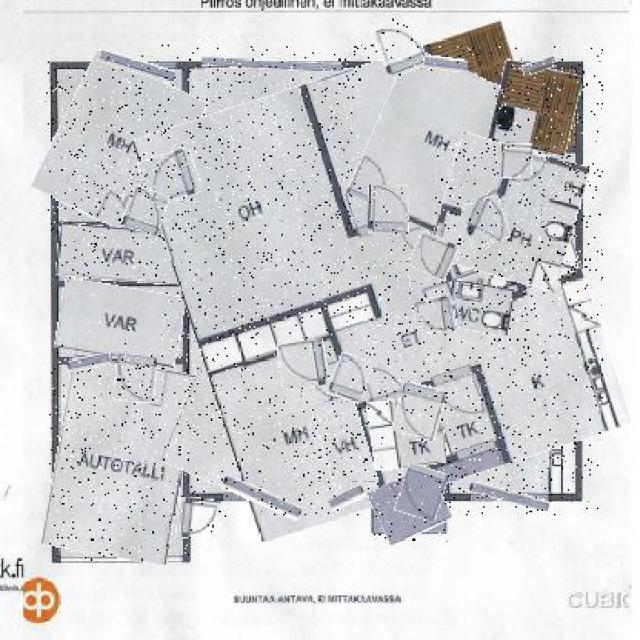 Piirros ohjeellinen, ei mittakaavassa
MH
MH
OH
PH
VAR
VAR
WC
ET
K
MH
VH
TK
TK
AUTOTALLI
k.fi
SUUNTAA ANTAVA, EI MITTAKAAVASSA
CUBIC